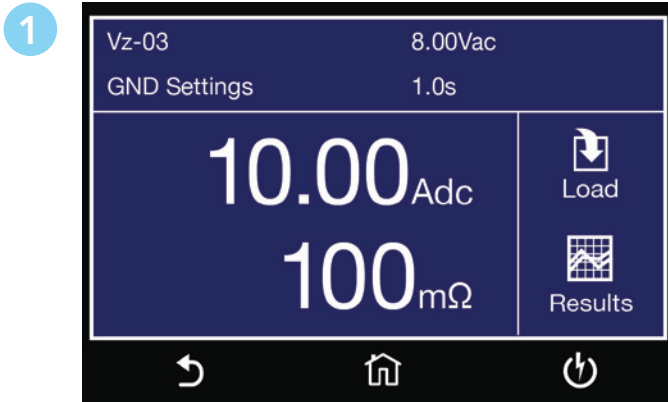 1
Vz-03 8.00Vac
GND Settings 1.0s
10.00Adc
Load
100mΩ
Results